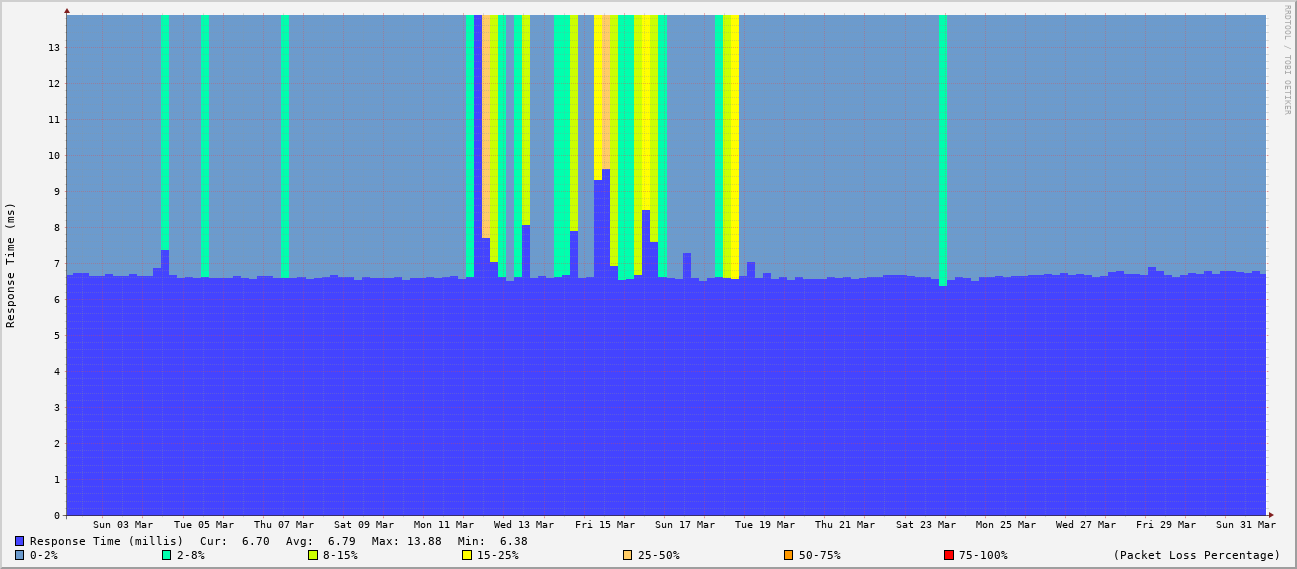 RRDTOOL / TOBI OETIKER
Response Time (ms)
13
12
11
10
9
8
7
6
5
4
3
2
1
0
Sun 03 Mar Tue 05 Mar Thu 07 Mar Sat 09 Mar Mon 11 Mar Wed 13 Mar Fri 15 Mar Sun 17 Mar Tue 19 Mar Thu 21 Mar Sat 23 Mar Mon 25 Mar Wed 27 Mar Fri 29 Mar Sun 31 Mar
Response Time (millis) Cur: 6.70 Avg: 6.79 Max: 13.88 Min: 6.38
0-2% 2-8% 8-15% 15-25% 25-50% 50-75% 75-100% (Packet Loss Percentage)